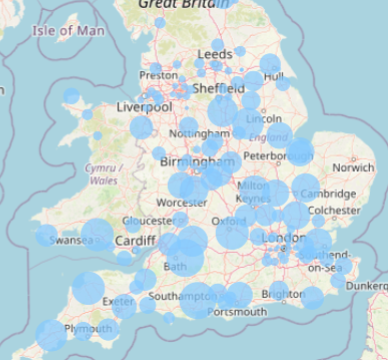 Great Britain
Isle of Man
Leeds
Preston
Hull
Sheffield
Liverpool
Lincoln
Nottingham
England
Birmingham
Peterborough
Norwich
Cymru /
Wales
Milton
Keynes
Cambridge
Worcester
Colchester
Gloucester
Oxford
Swansea
Cardiff
London
Southend-
on-Sea
Bath
Dunkerq
Southampton
Brighton
Exeter
Portsmouth
Plymouth